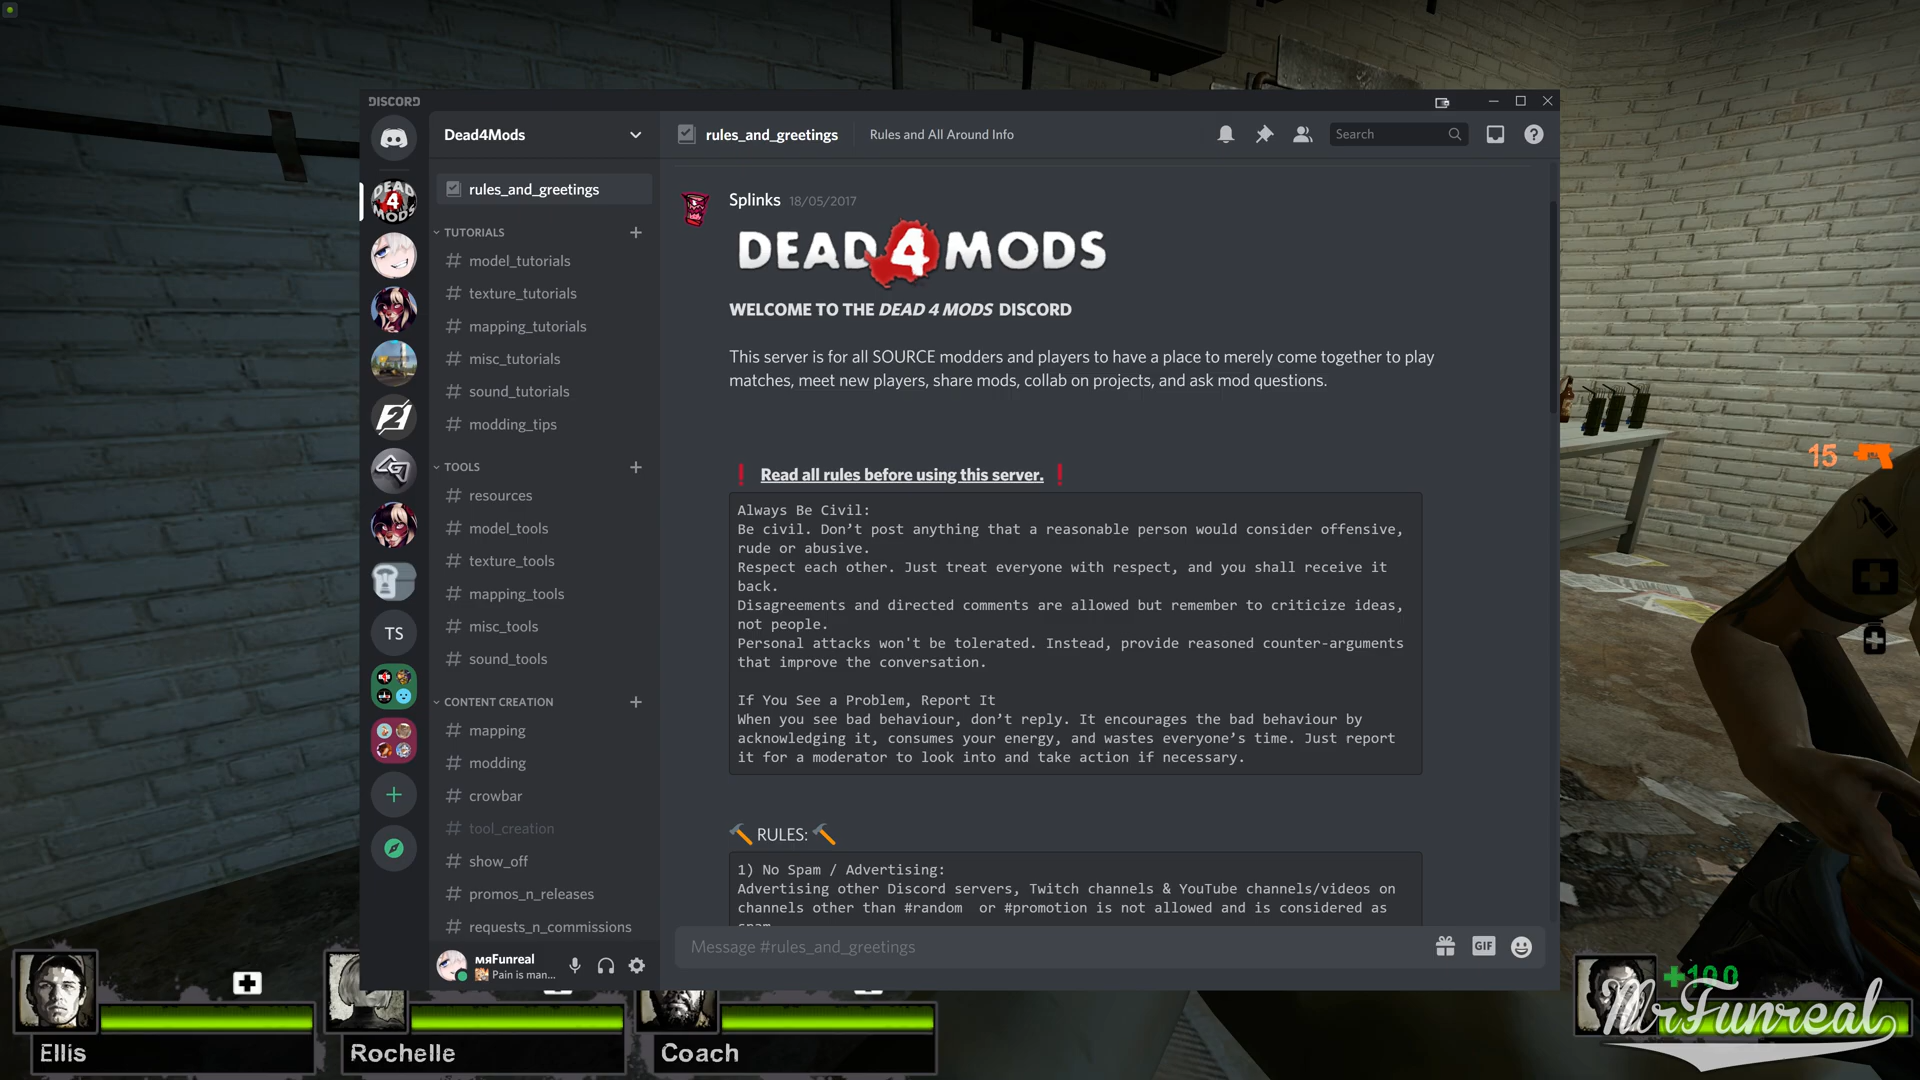 DISCORD
Dead4Mods
rules_and_greetings
Rules and All Around Info
Search
rules_and_greetings
TUTORIALS
model_tutorials
texture_tutorials
mapping_tutorials
misc_tutorials
sound_tutorials
modding_tips
TOOLS
resources
model_tools
texture_tools
mapping_tools
misc_tools
sound_tools
CONTENT CREATION
mapping
modding
crowbar
tool_creation
show_off
promos_n_releases
requests_n_commissions
DEAD
4
MODS
TS
мяFunreal
Pain is man...
Splinks 18/05/2017
DEAD 4 MODS
WELCOME TO THE DEAD 4 MODS DISCORD
This server is for all SOURCE modders and players to have a place to merely come together to play
matches, meet new players, share mods, collab on projects, and ask mod questions.
❗ Read all rules before using this server. ❗
Always Be Civil:
Be civil. Don’t post anything that a reasonable person would consider offensive,
rude or abusive.
Respect each other. Just treat everyone with respect, and you shall receive it
back.
Disagreements and directed comments are allowed but remember to criticize ideas,
not people.
Personal attacks won't be tolerated. Instead, provide reasoned counter-arguments
that improve the conversation.
If You See a Problem, Report It
When you see bad behaviour, don’t reply. It encourages the bad behaviour by
acknowledging it, consumes your energy, and wastes everyone’s time. Just report
it for a moderator to look into and take action if necessary.
🔨 RULES: 🔨
1) No Spam / Advertising:
Advertising other Discord servers, Twitch channels & YouTube channels/videos on
channels other than #random  or #promotion is not allowed and is considered as
spam
Message #rules_and_greetings
GIF
15
Ellis
Rochelle
Coach
+100
MrFunreal